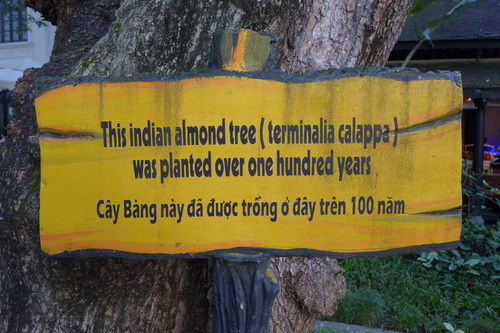 This indian almond tree ( terminalia calappa )
was planted over one hundred years
Cây Bàng này đã được trồng ở đây trên 100 năm